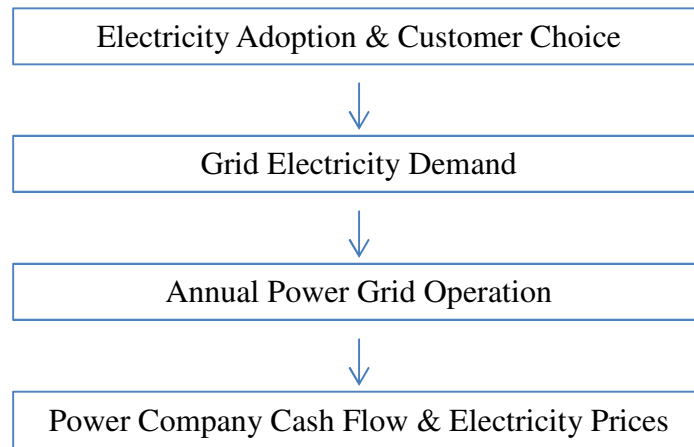 Electricity Adoption & Customer Choice
Grid Electricity Demand
Annual Power Grid Operation
Power Company Cash Flow & Electricity Prices